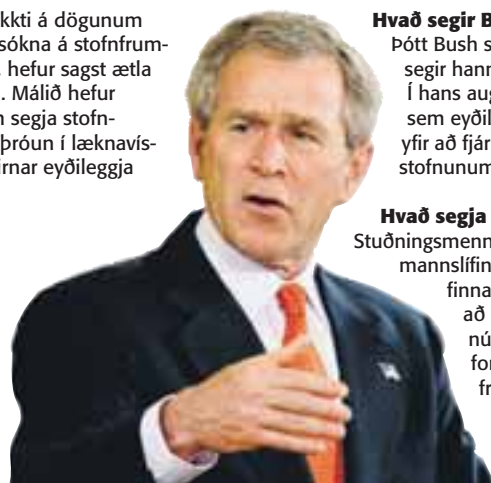 kkti á dögunum
sókna á stofnfrum-
hefur sagst ætla
. Málið hefur
segja stofn-
þróun í læknavís-
irnar eyðileggja
Hvað segir B
Þótt Bush s
segir hann
Í hans aug
sem eyðil
yfir að fjár
stofnunum
Hvað segja
Stuðningsmenn
mannslífin
finna
að
nú
for
fr